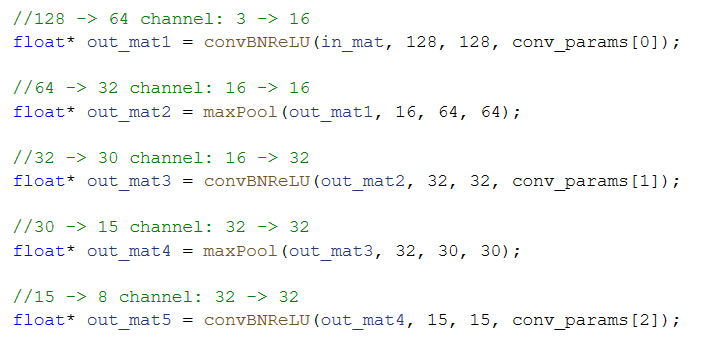 //128 -> 64 channel: 3 -> 16
float* out_mat1 = convBNReLU(in_mat, 128, 128, conv_params[0]);
//64 -> 32 channel: 16 -> 16
float* out_mat2 = maxPool(out_mat1, 16, 64, 64);
//32 -> 30 channel: 16 -> 32
float* out_mat3 = convBNReLU(out_mat2, 32, 32, conv_params[1]);
//30 -> 15 channel: 32 -> 32
float* out_mat4 = maxPool(out_mat3, 32, 30, 30);
//15 -> 8 channel: 32 -> 32
float* out_mat5 = convBNReLU(out_mat4, 15, 15, conv_params[2]);